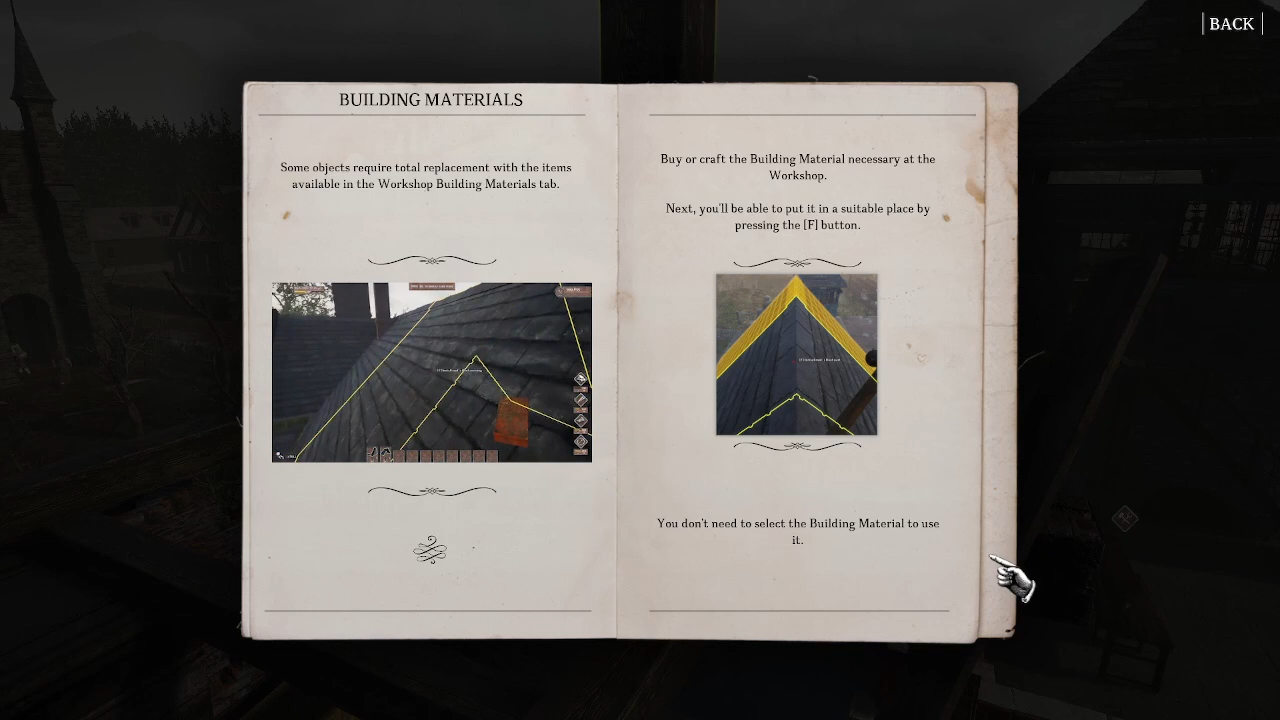 BACK
BUILDING MATERIALS
Some objects require total replacement with the items
available in the Workshop Building Materials tab.
Buy or craft the Building Material necessary at the
Workshop.
Next, you'll be able to put it in a suitable place by
pressing the [F] button.
You don't need to select the Building Material to use
it.